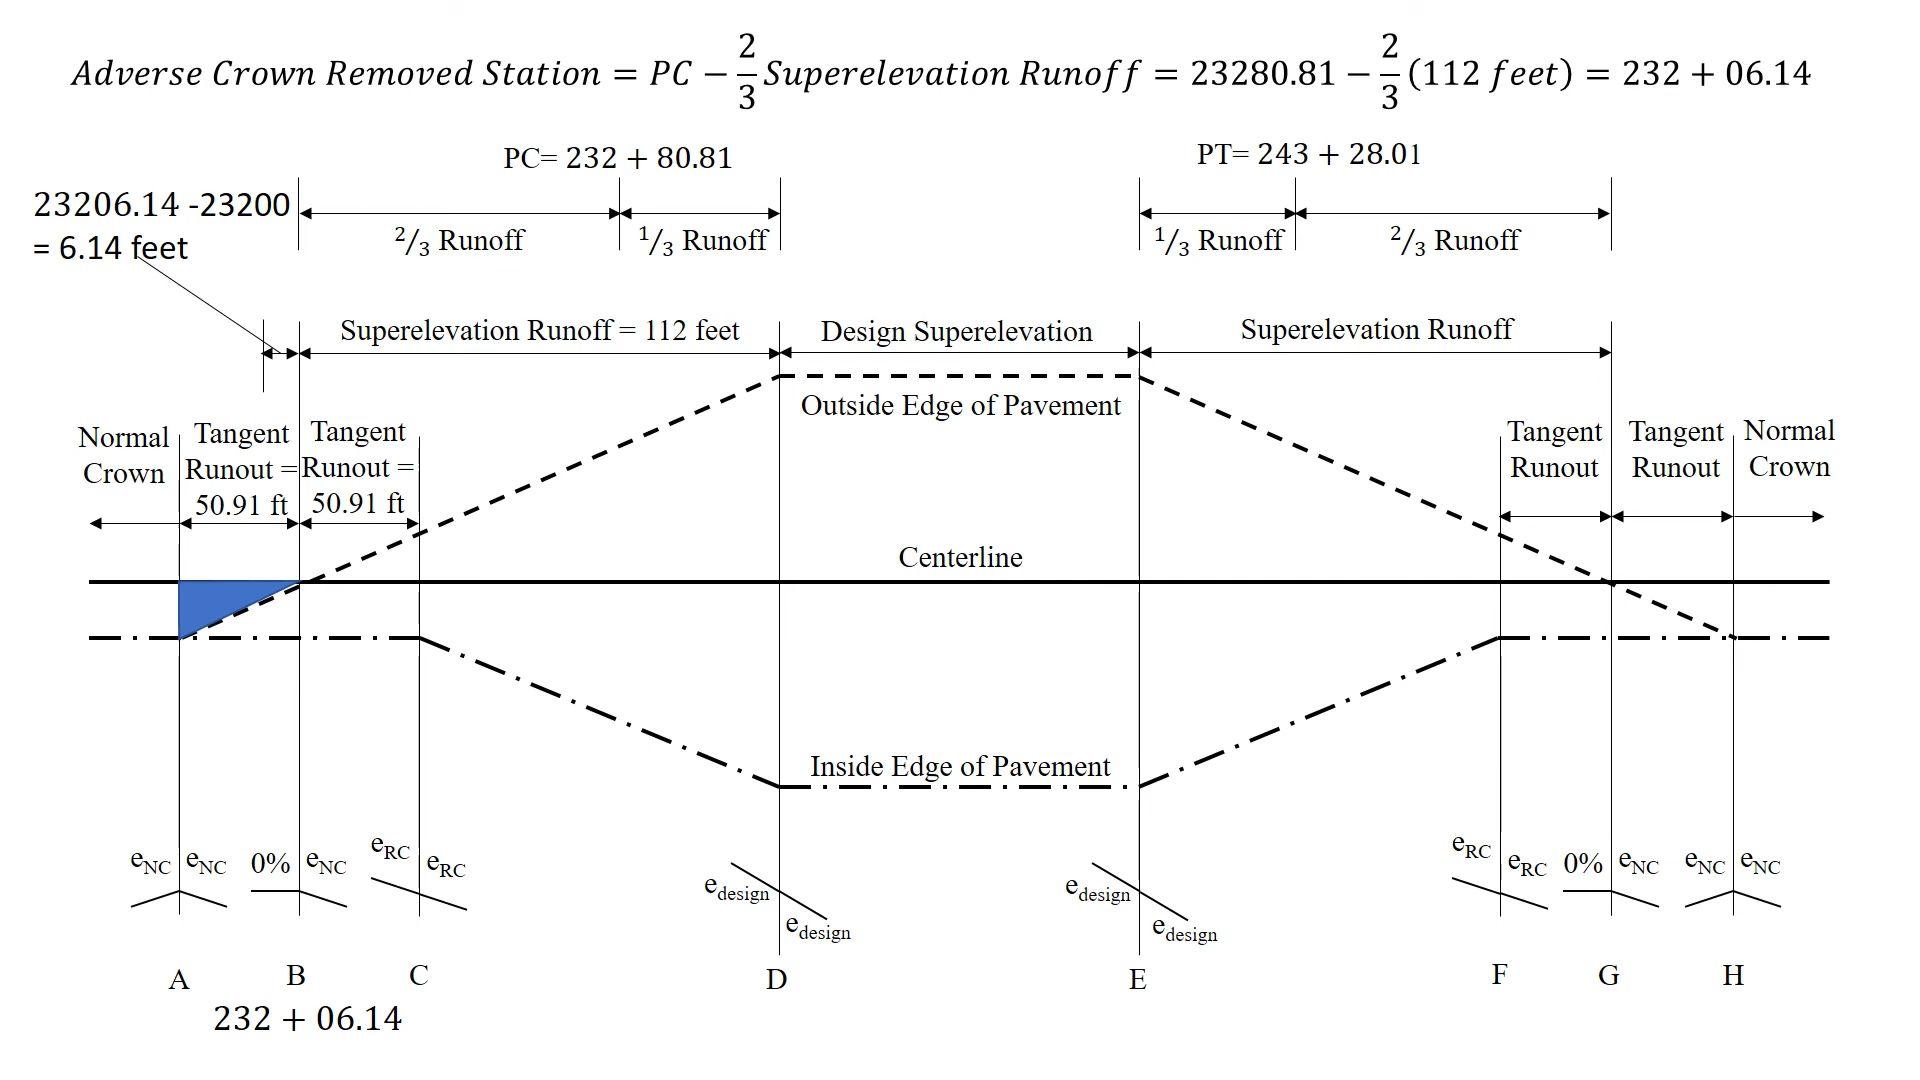 Adverse Crown Removed Station = PC − 2/3 Superelevation Runoff = 23280.81 − 2/3 (112 feet) = 232 + 06.14
PC= 232 + 80.81
PT= 243 + 28.01
23206.14 -23200
= 6.14 feet
2/3 Runoff
1/3 Runoff
1/3 Runoff
2/3 Runoff
Superelevation Runoff = 112 feet
Design Superelevation
Superelevation Runoff
Outside Edge of Pavement
Normal
Crown
Tangent
Runout =
50.91 ft
Tangent
Runout =
50.91 ft
Tangent
Runout
Tangent
Runout
Normal
Crown
Centerline
Inside Edge of Pavement
eNC
eNC
0%
eNC
eRC
eRC
edesign
edesign
edesign
edesign
eRC
eRC
0%
eNC
eNC
eNC
A
B
C
D
E
F
G
H
232 + 06.14